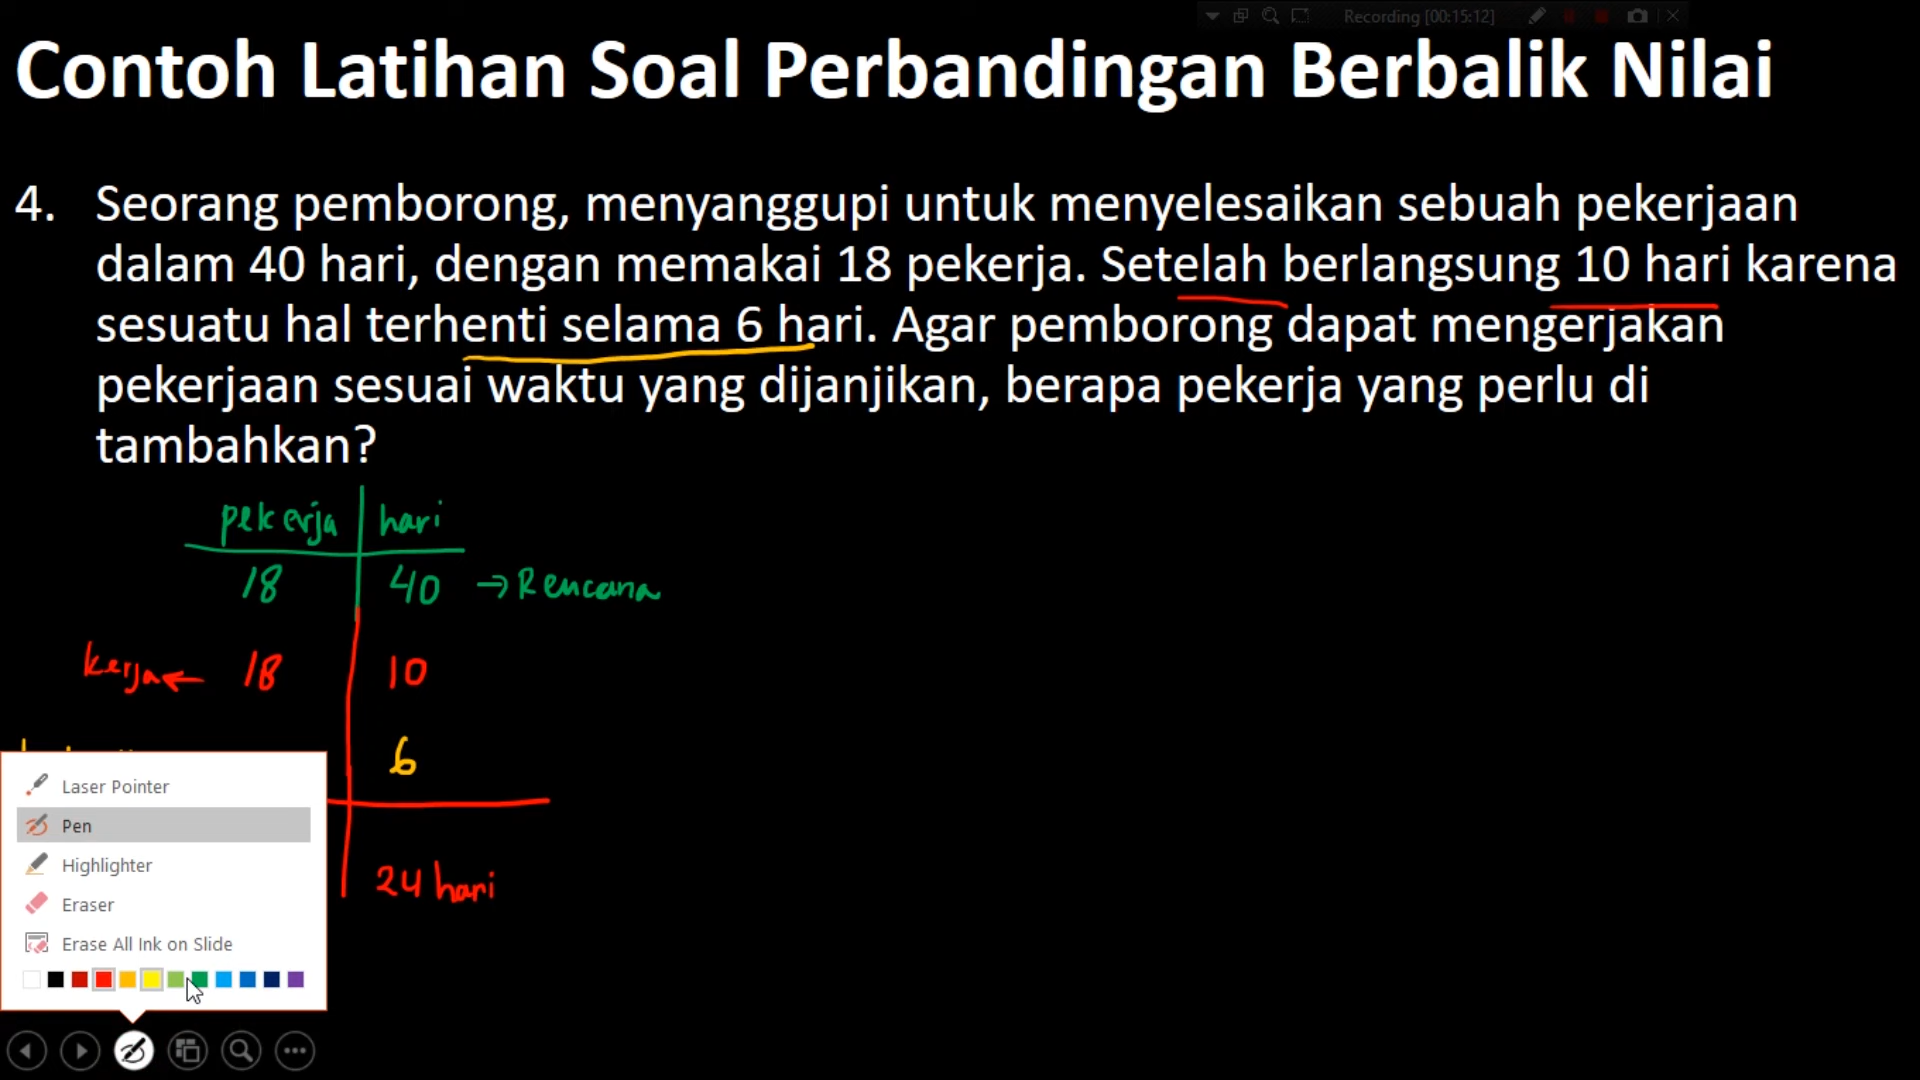 Recording [00:15:12]
Contoh Latihan Soal Perbandingan Berbalik Nilai
4. Seorang pemborong, menyanggupi untuk menyelesaikan sebuah pekerjaan
dalam 40 hari, dengan memakai 18 pekerja. Setelah berlangsung 10 hari karena
sesuatu hal terhenti selama 6 hari. Agar pemborong dapat mengerjakan
pekerjaan sesuai waktu yang dijanjikan, berapa pekerja yang perlu di
tambahkan?
pekerja hari
18 40 → Rencana
kerja ← 18 10
6
24 hari
Laser Pointer
Pen
Highlighter
Eraser
Erase All Ink on Slide